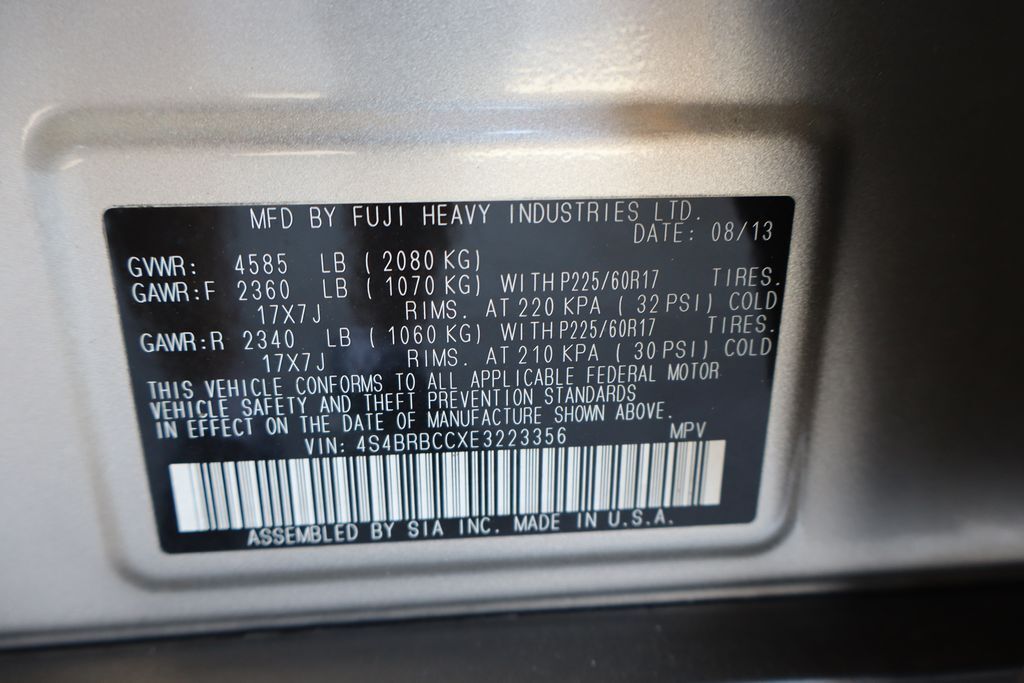 MFD BY FUJI HEAVY INDUSTRIES LTD.
DATE: 08/13
GVWR: 4585 LB ( 2080 KG)
GAWR:F 2360 LB ( 1070 KG) WITH P225/60R17 TIRES.
17X7J RIMS. AT 220 KPA ( 32 PSI) COLD
GAWR:R 2340 LB ( 1060 KG) WITH P225/60R17 TIRES.
17X7J RIMS. AT 210 KPA ( 30 PSI) COLD
THIS VEHICLE CONFORMS TO ALL APPLICABLE FEDERAL MOTOR
VEHICLE SAFETY AND THEFT PREVENTION STANDARDS
IN EFFECT ON THE DATE OF MANUFACTURE SHOWN ABOVE.
VIN: 4S4BRBCCXE3223356 MPV
ASSEMBLED BY SIA INC. MADE IN U.S.A.